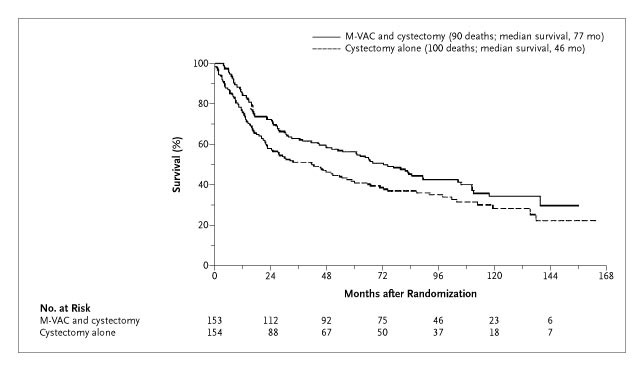 M-VAC and cystectomy (90 deaths; median survival, 77 mo)
Cystectomy alone (100 deaths; median survival, 46 mo)
100
80
60
40
20
0
Survival (%)
0 24 48 72 96 120 144 168
Months after Randomization
No. at Risk
M-VAC and cystectomy 153 112 92 75 46 23 6
Cystectomy alone 154 88 67 50 37 18 7